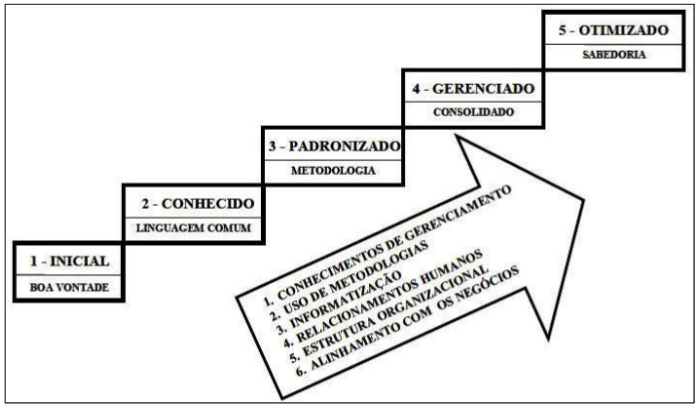 5 - OTIMIZADO
SABEDORIA
4 - GERENCIADO
CONSOLIDADO
3 - PADRONIZADO
METODOLOGIA
2 - CONHECIDO
LINGUAGEM COMUM
1 - INICIAL
BOA VONTADE
1. CONHECIMENTOS DE GERENCIAMENTO
2. USO DE METODOLOGIAS
3. INFORMATIZAÇÃO
4. RELACIONAMENTOS HUMANOS
5. ESTRUTURA ORGANIZACIONAL
6. ALINHAMENTO COM OS NEGÓCIOS